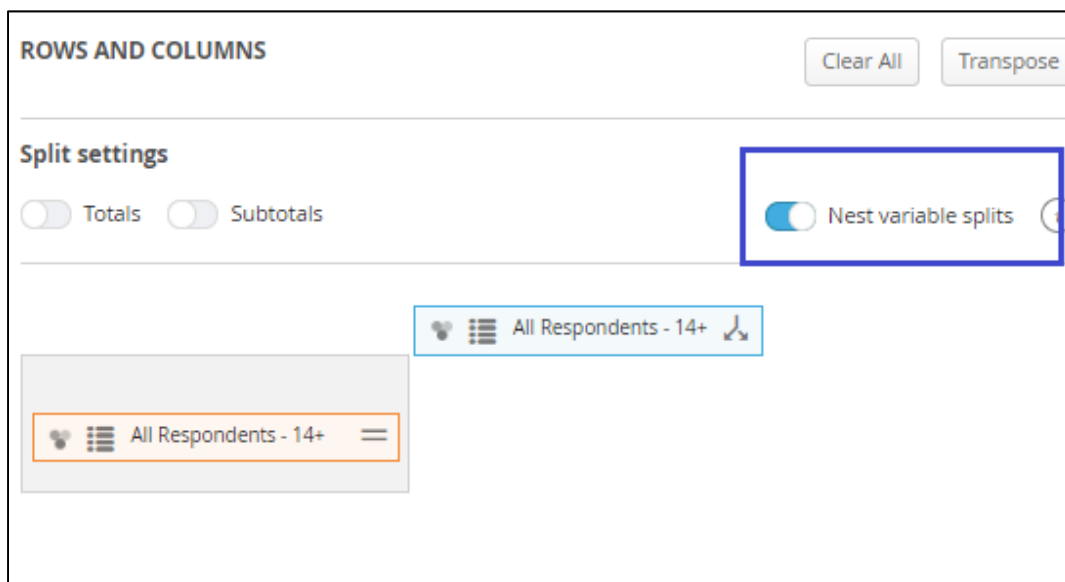 ROWS AND COLUMNS
Clear All
Transpose
Split settings
Totals
Subtotals
Nest variable splits
All Respondents - 14+
All Respondents - 14+